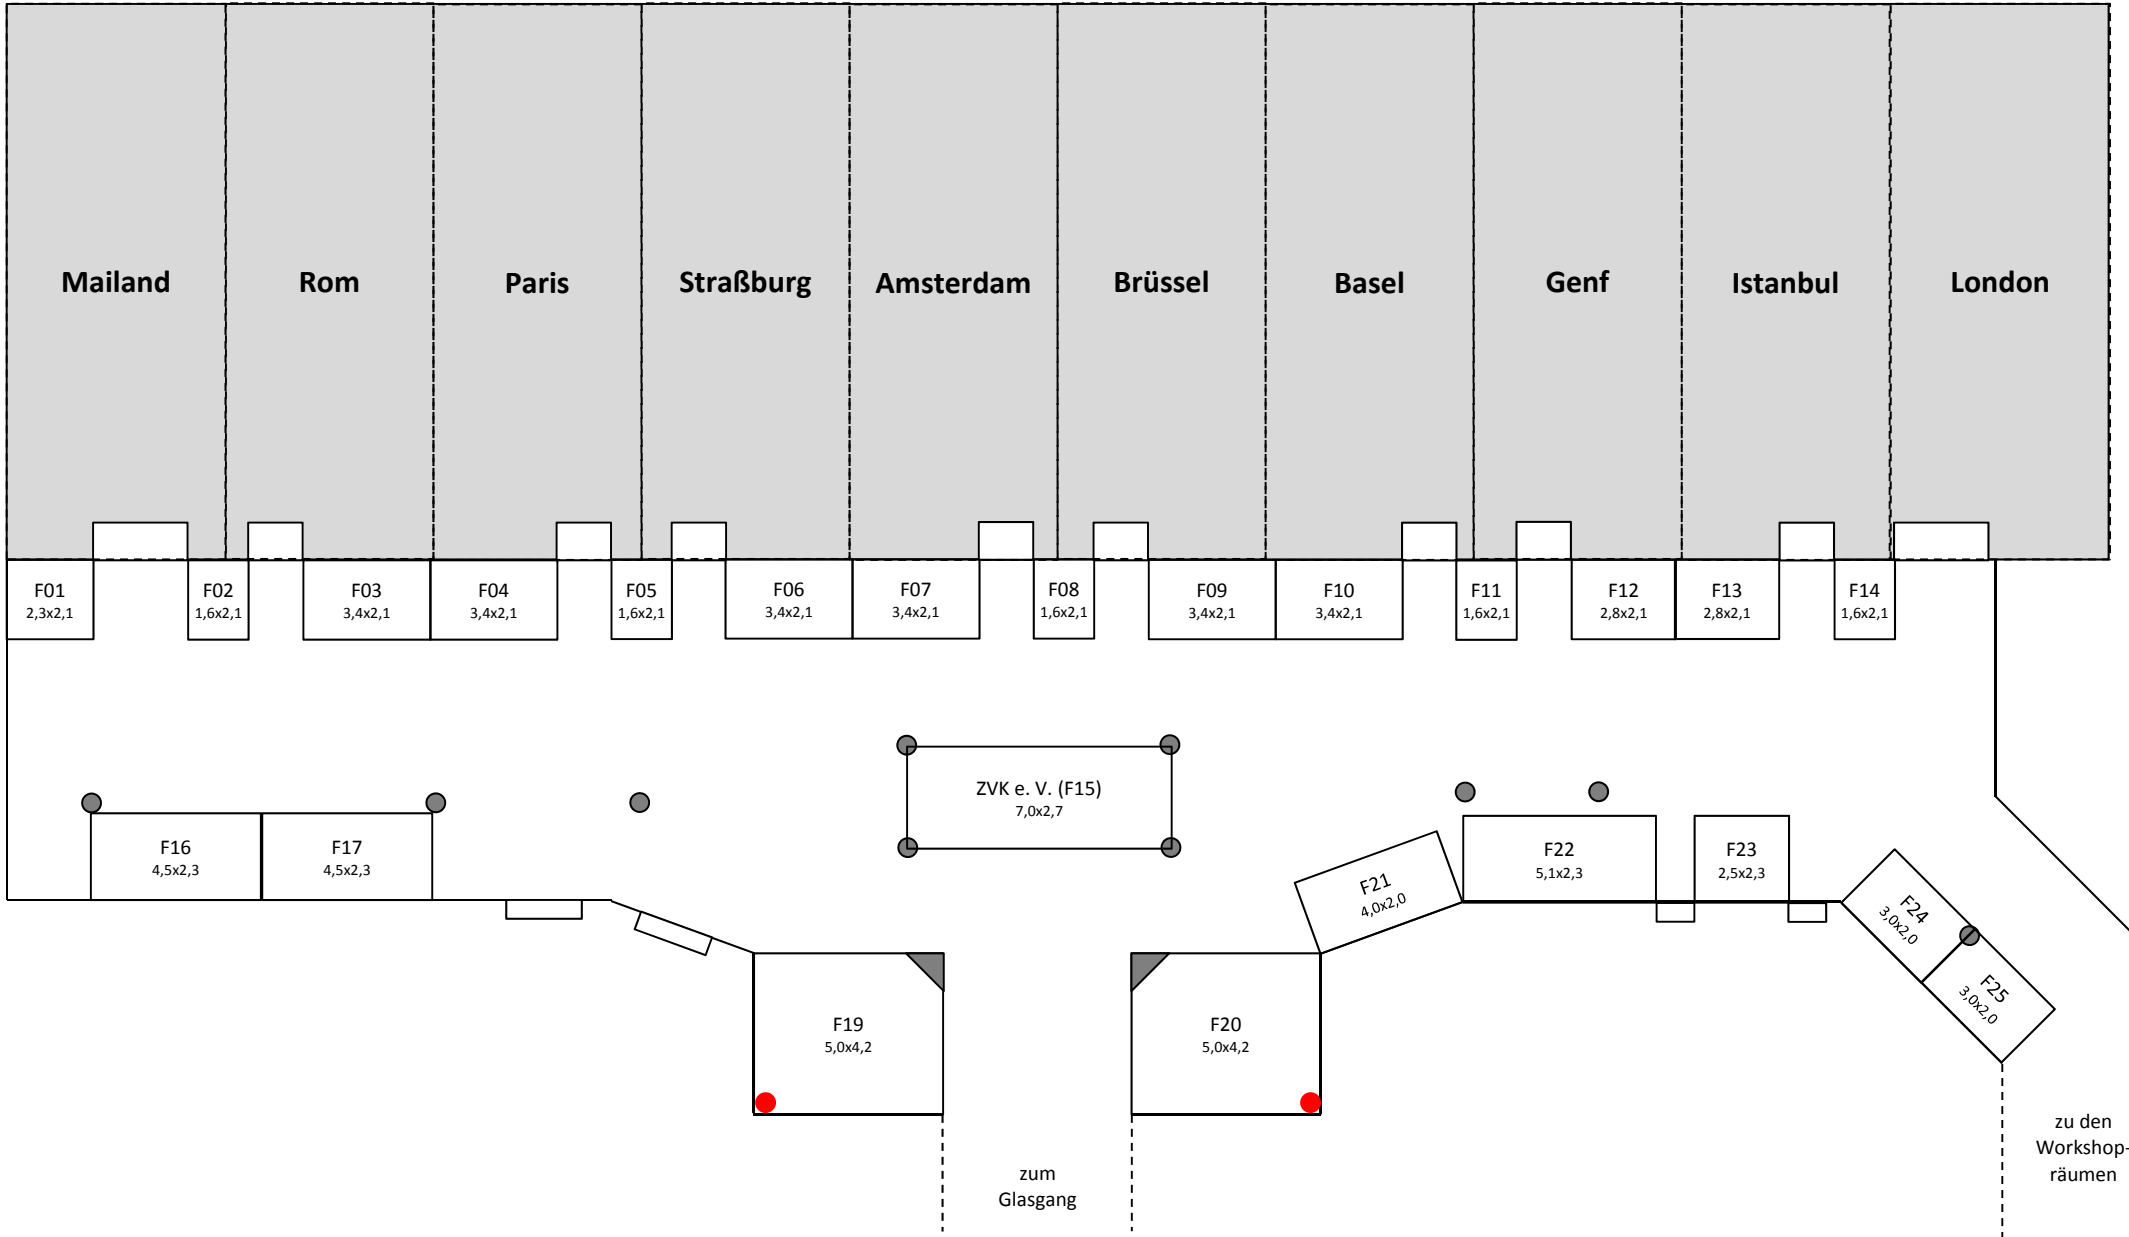 Mailand
Rom
Paris
Straßburg
Amsterdam
Brüssel
Basel
Genf
Istanbul
London
F01
2,3x2,1
F02
1,6x2,1
F03
3,4x2,1
F04
3,4x2,1
F05
1,6x2,1
F06
3,4x2,1
F07
3,4x2,1
F08
1,6x2,1
F09
3,4x2,1
F10
3,4x2,1
F11
1,6x2,1
F12
2,8x2,1
F13
2,8x2,1
F14
1,6x2,1
ZVK e. V. (F15)
7,0x2,7
F16
4,5x2,3
F17
4,5x2,3
F21
4,0x2,0
F22
5,1x2,3
F23
2,5x2,3
F24
3,0x2,0
F25
3,0x2,0
F19
5,0x4,2
F20
5,0x4,2
zum
Glasgang
zu den
Workshop-
räumen